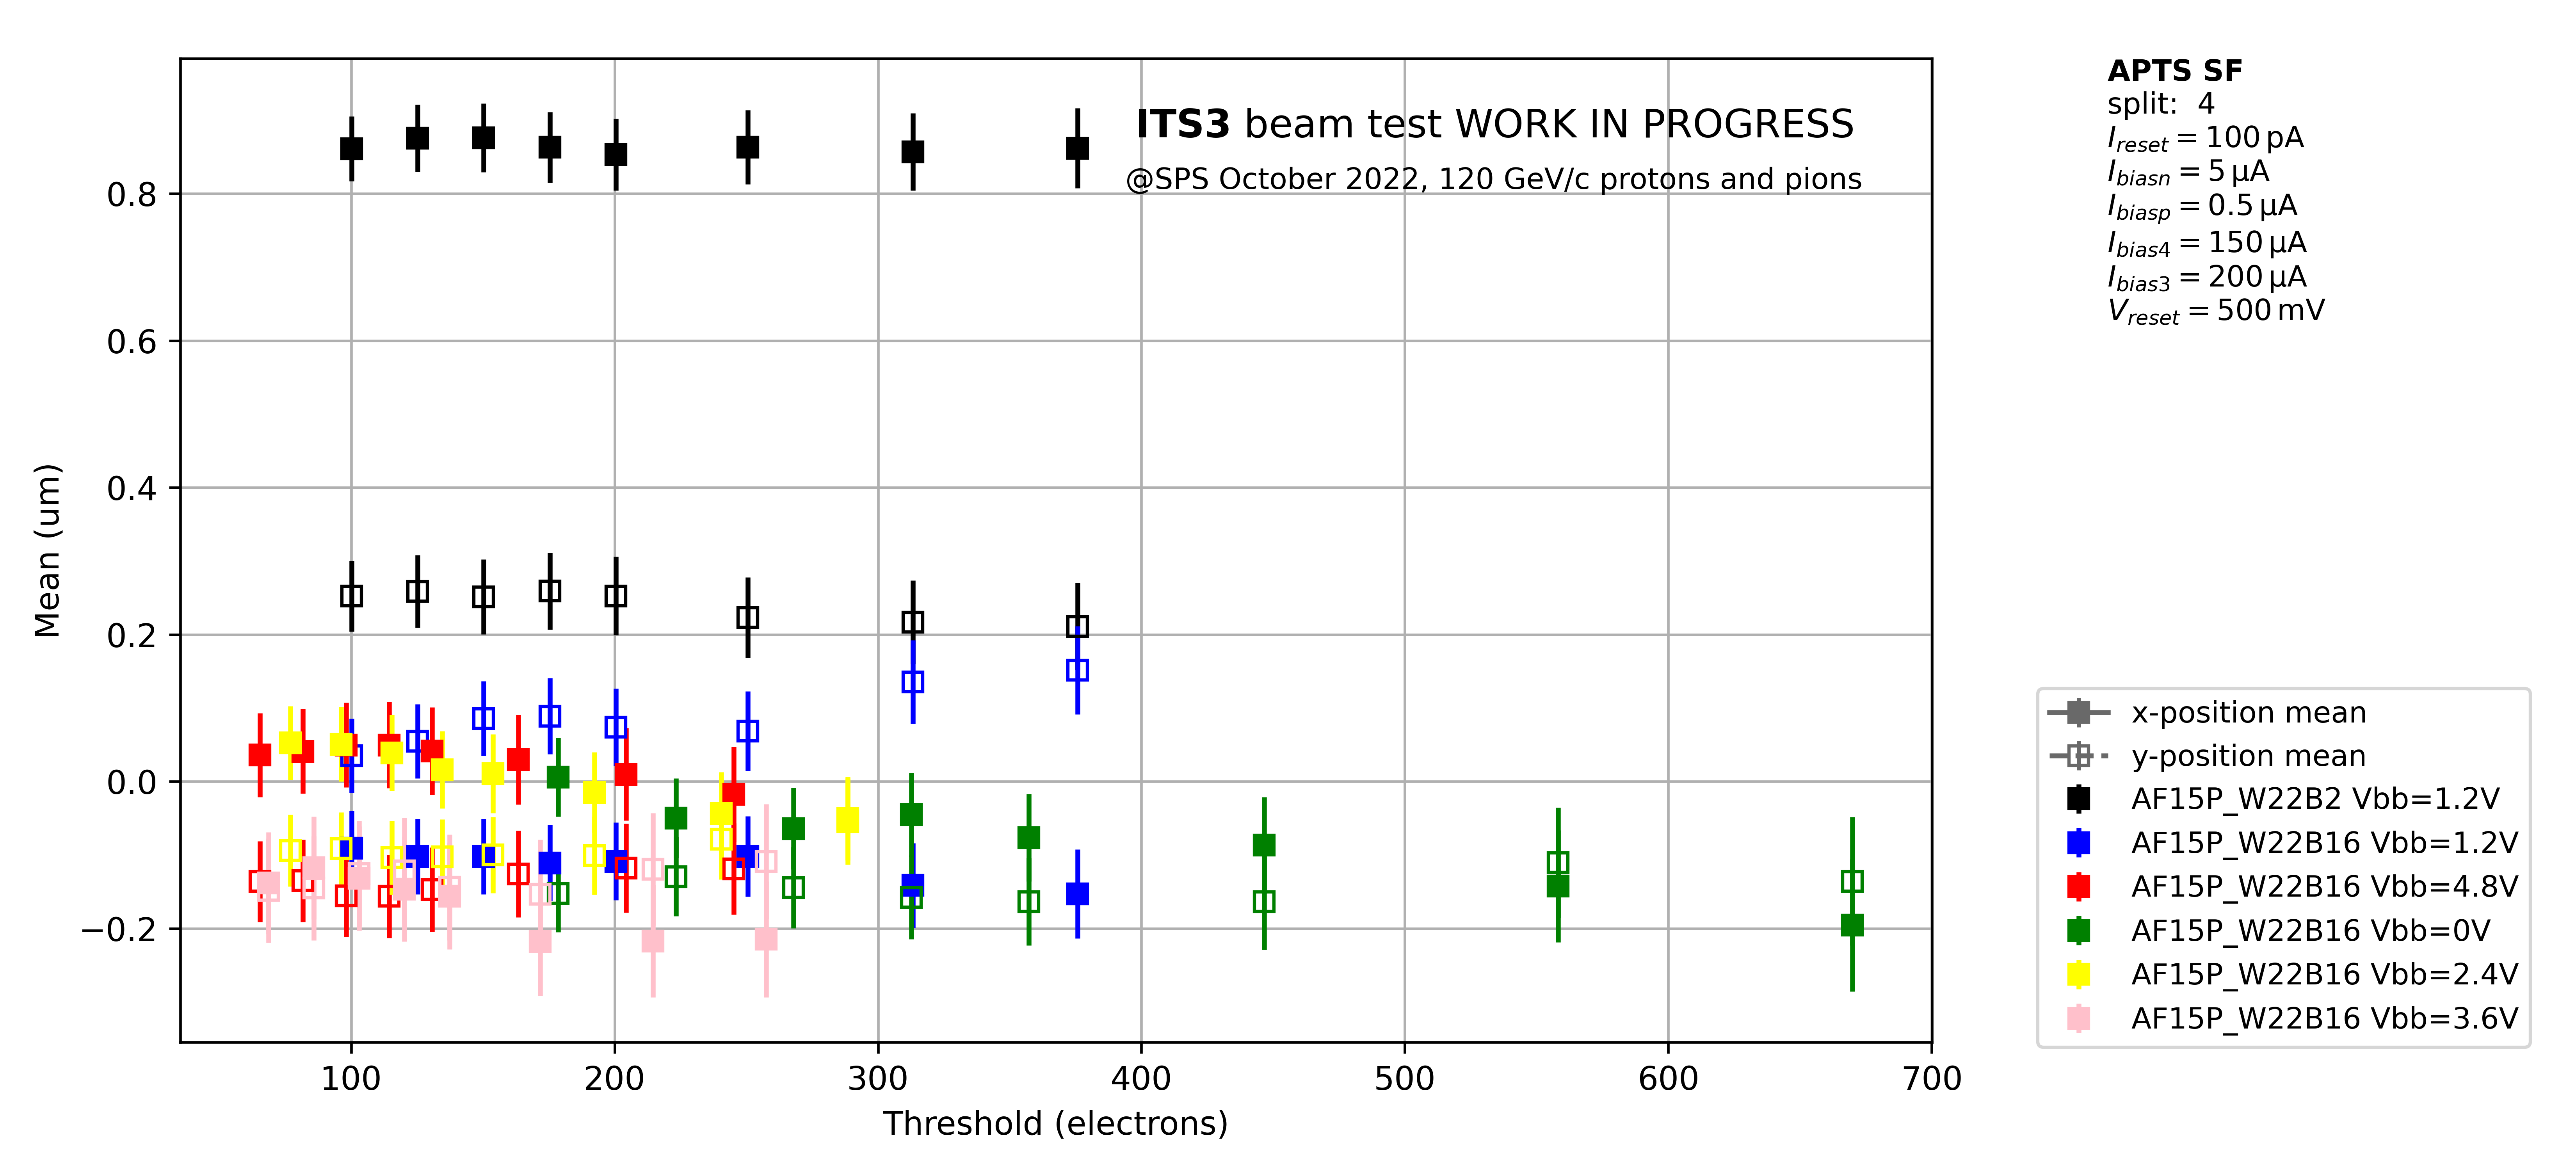 ITS3 beam test WORK IN PROGRESS
@SPS October 2022, 120 GeV/c protons and pions
0.8
0.6
0.4
0.2
0.0
−0.2
Mean (um)
100 200 300 400 500 600 700
Threshold (electrons)
APTS SF
split: 4
I_reset = 100 pA
I_biasn = 5 μA
I_biasp = 0.5 μA
I_bias4 = 150 μA
I_bias3 = 200 μA
V_reset = 500 mV
x-position mean
y-position mean
AF15P_W22B2 Vbb=1.2V
AF15P_W22B16 Vbb=1.2V
AF15P_W22B16 Vbb=4.8V
AF15P_W22B16 Vbb=0V
AF15P_W22B16 Vbb=2.4V
AF15P_W22B16 Vbb=3.6V